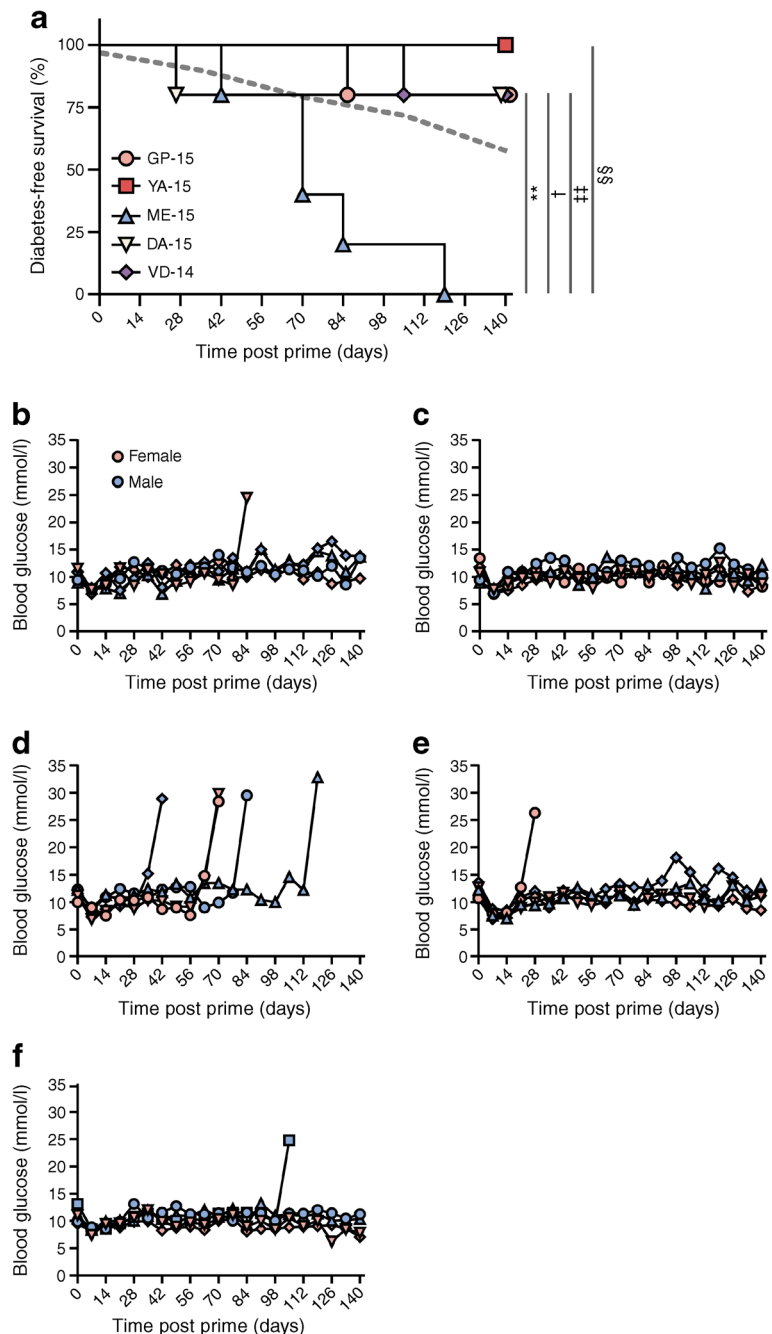 a
Diabetes-free survival (%)
100
75
50
25
0
GP-15
YA-15
ME-15
DA-15
VD-14
** † ‡‡ §§
0 14 28 42 56 70 84 98 112 126 140
Time post prime (days)
b
Blood glucose (mmol/l)
35
30
25
20
15
10
5
0
Female
Male
0 14 28 42 56 70 84 98 112 126 140
Time post prime (days)
c
Blood glucose (mmol/l)
35
30
25
20
15
10
5
0
0 14 28 42 56 70 84 98 112 126 140
Time post prime (days)
d
Blood glucose (mmol/l)
35
30
25
20
15
10
5
0
0 14 28 42 56 70 84 98 112 126 140
Time post prime (days)
e
Blood glucose (mmol/l)
35
30
25
20
15
10
5
0
0 14 28 42 56 70 84 98 112 126 140
Time post prime (days)
f
Blood glucose (mmol/l)
35
30
25
20
15
10
5
0
0 14 28 42 56 70 84 98 112 126 140
Time post prime (days)